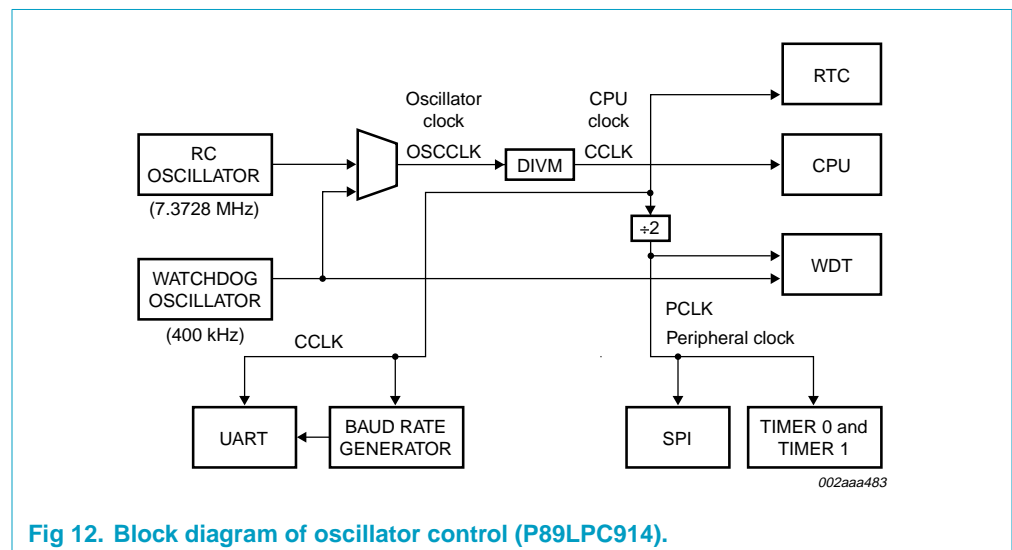 RTC
Oscillator
clock
CPU
clock
RC
OSCILLATOR
OSCCLK
DIVM
CCLK
CPU
(7.3728 MHz)
÷2
WATCHDOG
OSCILLATOR
WDT
(400 kHz)
PCLK
CCLK
Peripheral clock
UART
BAUD RATE
GENERATOR
SPI
TIMER 0 and
TIMER 1
002aaa483
Fig 12. Block diagram of oscillator control (P89LPC914).